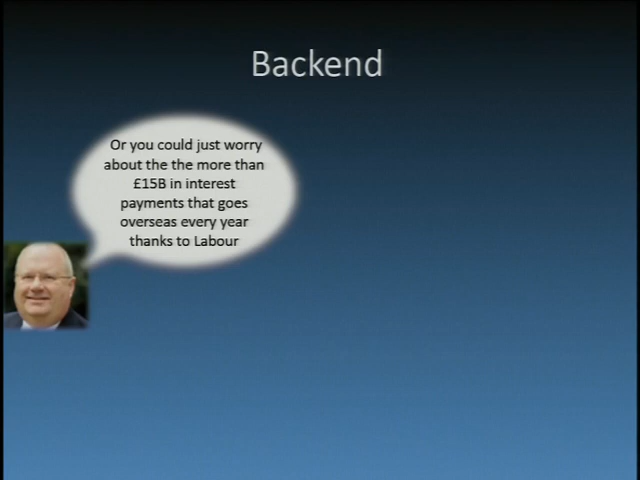 Backend
Or you could just worry
about the the more than
£15B in interest
payments that goes
overseas every year
thanks to Labour